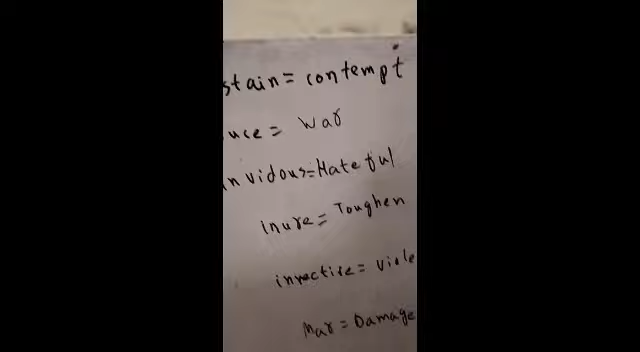 stain = contempt
uce = War
nvidous = Hateful
inure = Toughen
invective = Viole
Mar = Damage